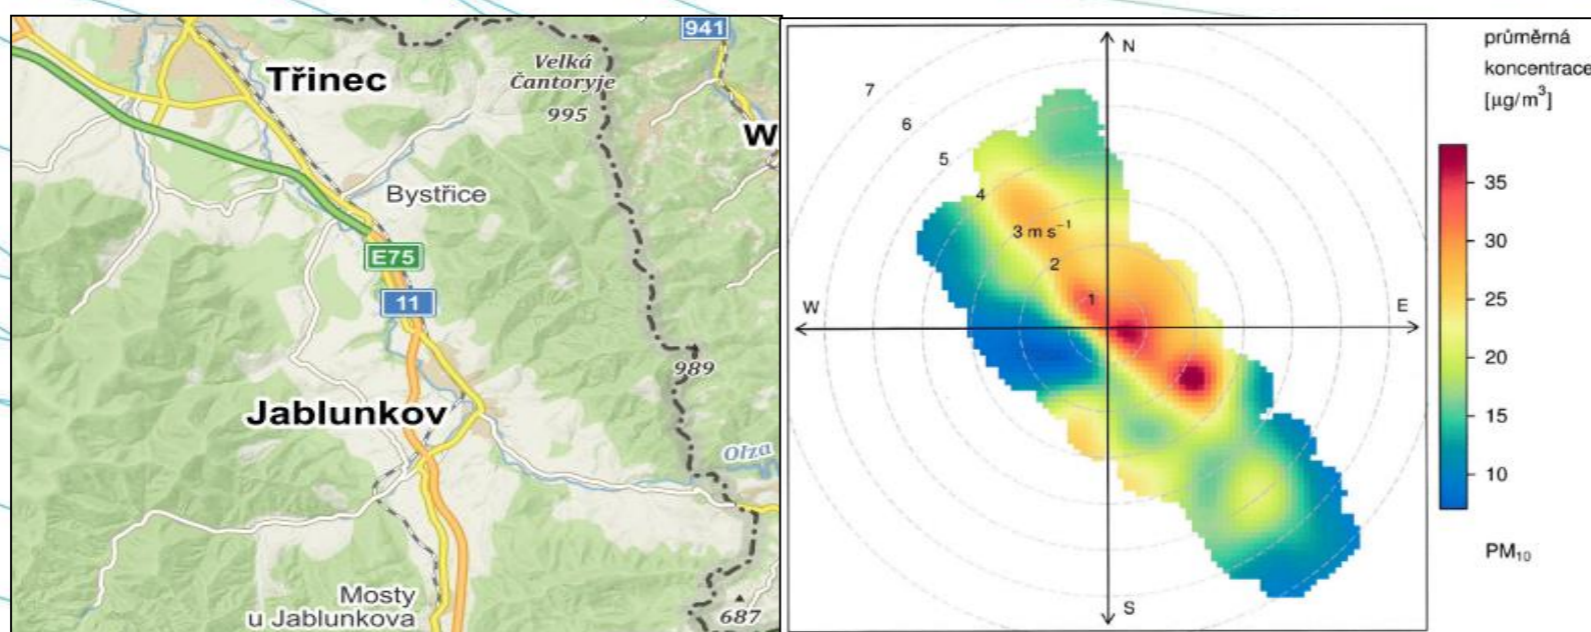 941
Třinec
Velká
Čantoryje
995
W
Bystřice
E75
11
989
Jablunkov
Olza
Mosty
u Jablunkova
687
N
7
6
5
4
3 m s⁻¹
2
1
W
E
S
průměrná
koncentrace
[µg/m³]
35
30
25
20
15
10
PM₁₀